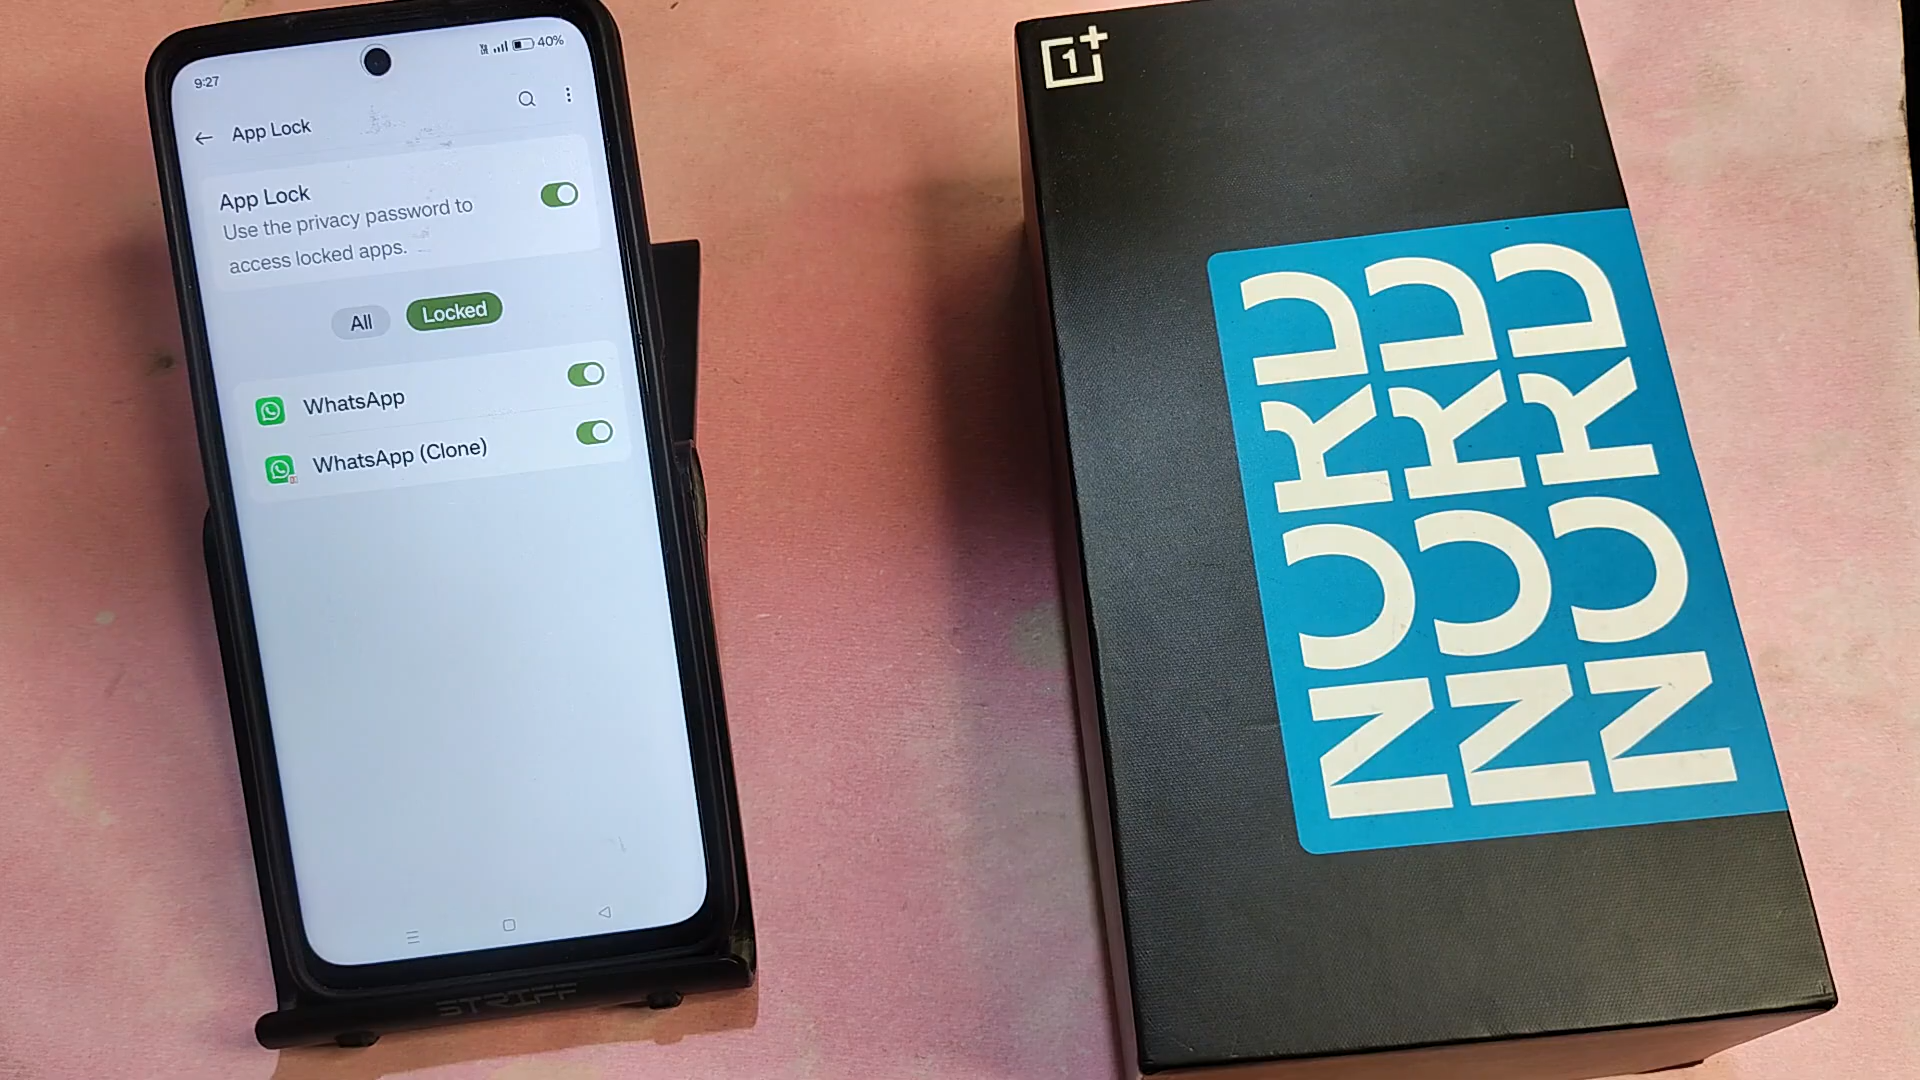 9:27
40%
App Lock
App Lock
Use the privacy password to
access locked apps.
All
Locked
WhatsApp
WhatsApp (Clone)
STRIFF
1+
NORD
NORD
NORD